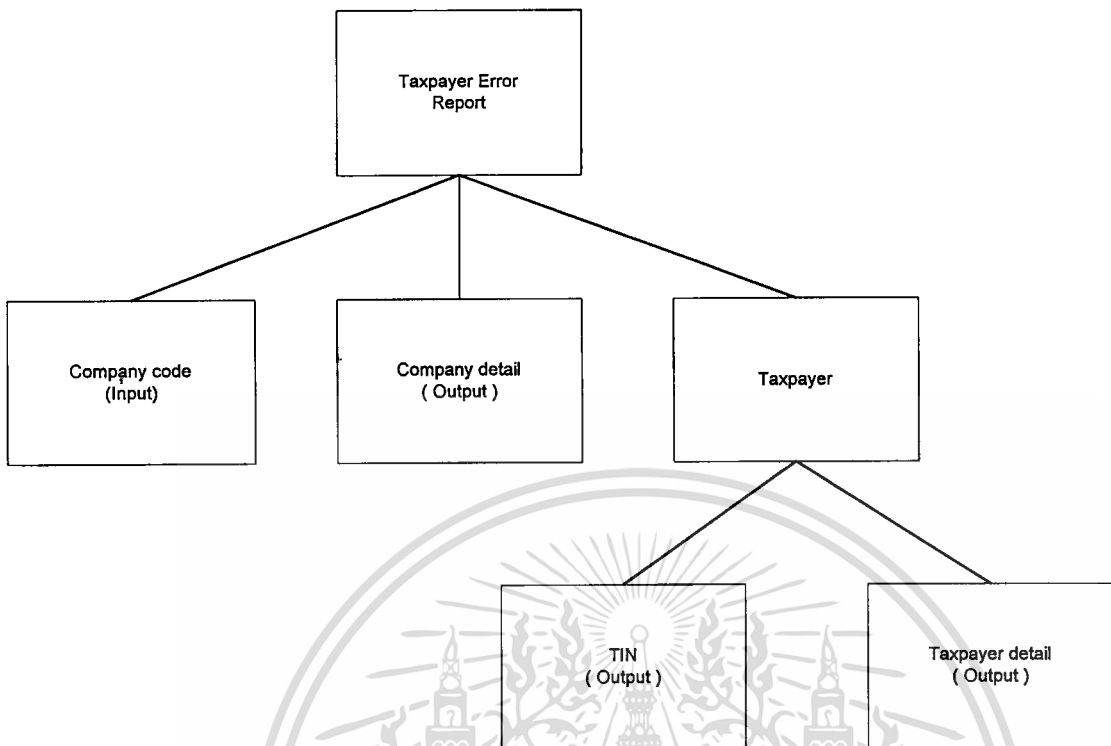 Taxpayer Error
Report
Company code
(Input)
Company detail
( Output )
Taxpayer
TIN
( Output )
Taxpayer detail
( Output )